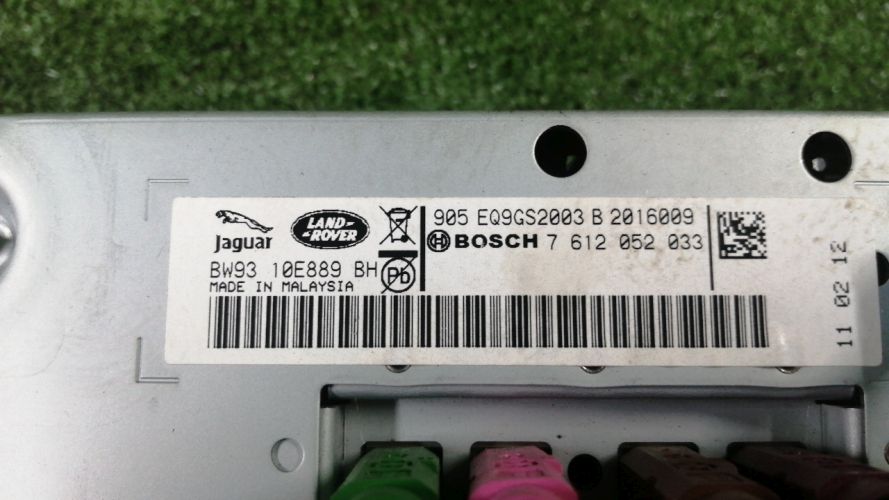 Jaguar
LAND-
-ROVER
905 EQ9GS2003 B 2016009
BOSCH 7 612 052 033
BW93 10E889 BH
Pb
MADE IN MALAYSIA
11 02 12